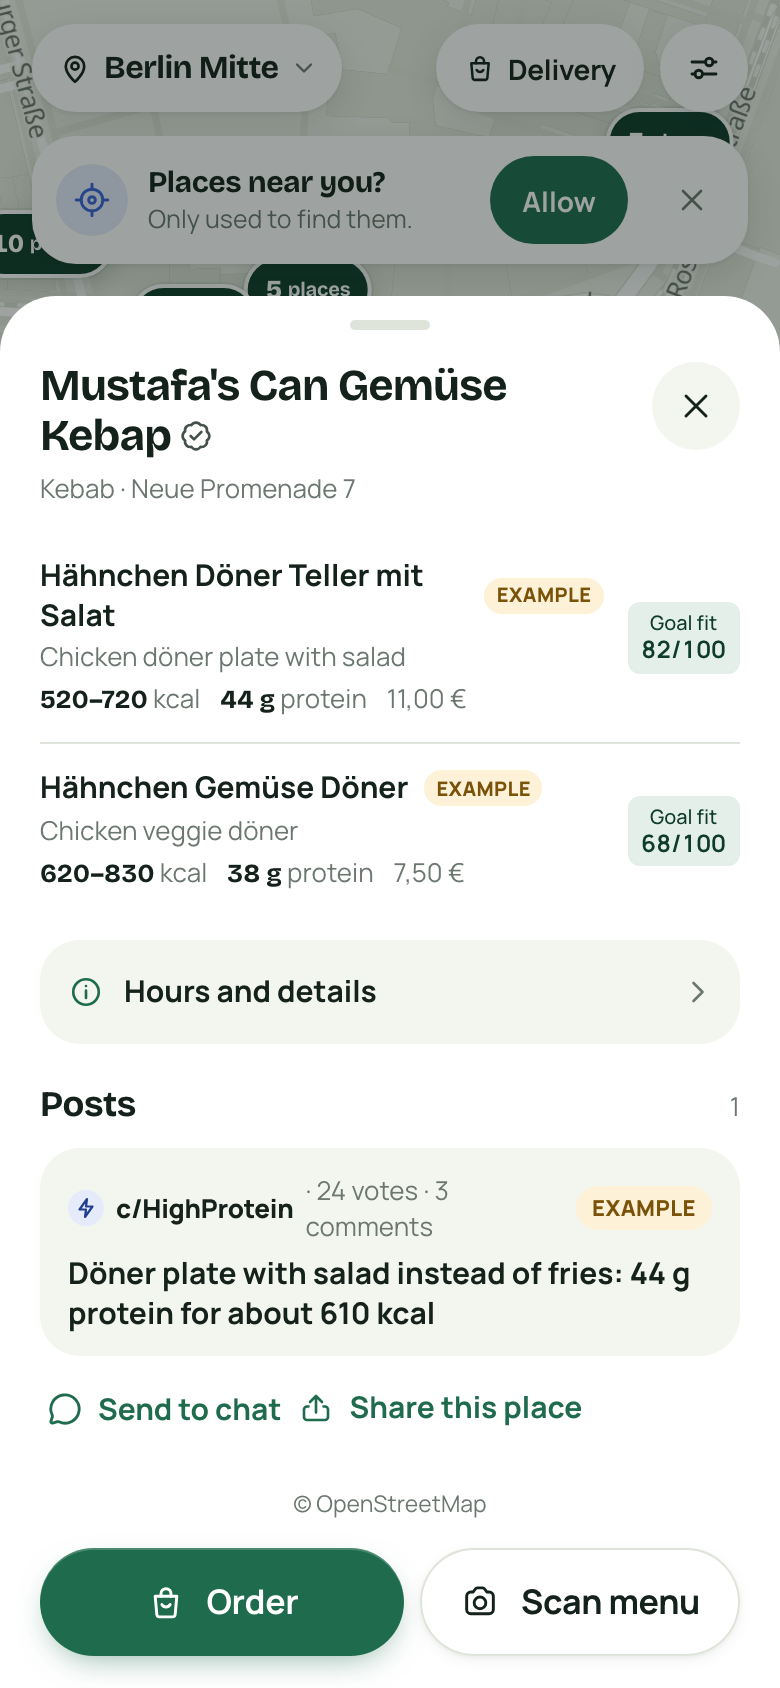 Berlin Mitte
Delivery
Places near you?
Only used to find them.
Allow
10 p
5 places
Mustafa's Can Gemüse
Kebap
Kebab · Neue Promenade 7
Hähnchen Döner Teller mit
Salat
EXAMPLE
Chicken döner plate with salad
520–720 kcal 44 g protein 11,00 €
Goal fit
82/100
Hähnchen Gemüse Döner EXAMPLE
Chicken veggie döner
620–830 kcal 38 g protein 7,50 €
Goal fit
68/100
Hours and details
Posts 1
c/HighProtein · 24 votes · 3
comments
EXAMPLE
Döner plate with salad instead of fries: 44 g
protein for about 610 kcal
Send to chat Share this place
© OpenStreetMap
Order Scan menu